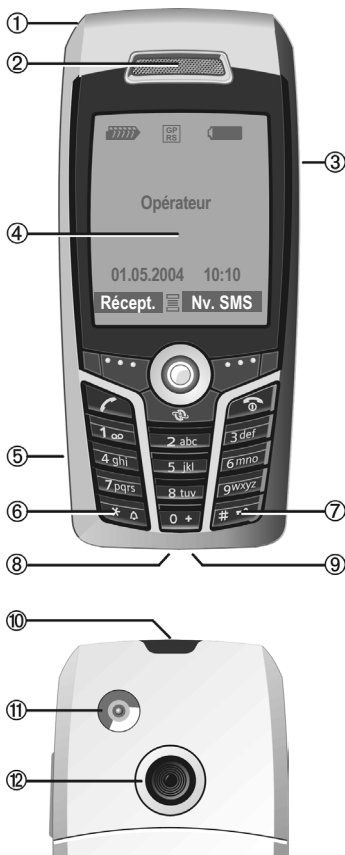 ①
②
GP
RS
③
Opérateur
④
01.05.2004 10:10
Récept. Nv. SMS
1 2 abc 3 def
⑤
4 ghi 5 jkl 6 mno
7 pqrs 8 tuv 9 wxyz
⑥ * 0 + # ⑦
⑧ ⑨
⑩
⑪
⑫